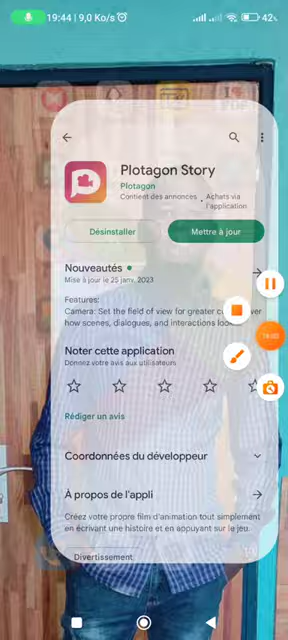 19:44 | 9,0 Ko/s
42%
Plotagon Story
Plotagon
Contient des annonces • Achats via l'application
Désinstaller
Mettre à jour
Nouveautés
Mise à jour le 25 janv. 2023
Features:
Camera: Set the field of view for greater c
ver
how scenes, dialogues, and interactions look
Noter cette application
Donnez votre avis aux utilisateurs
Rédiger un avis
Coordonnées du développeur
À propos de l'appli
Créez votre propre film d'animation tout simplement
en écrivant une histoire et en appuyant sur le jeu.
Divertissement